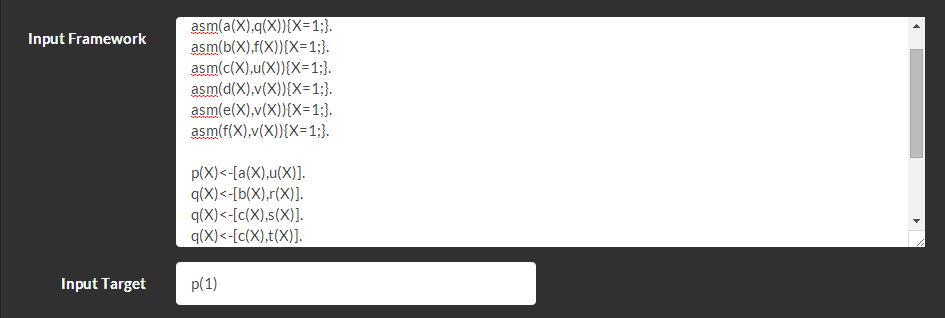 Input Framework
asm(a(X),q(X)){X=1;}.
asm(b(X),f(X)){X=1;}.
asm(c(X),u(X)){X=1;}.
asm(d(X),v(X)){X=1;}.
asm(e(X),v(X)){X=1;}.
asm(f(X),v(X)){X=1;}.
p(X)<-[a(X),u(X)].
q(X)<-[b(X),r(X)].
q(X)<-[c(X),s(X)].
q(X)<-[c(X),t(X)].
Input Target
p(1)